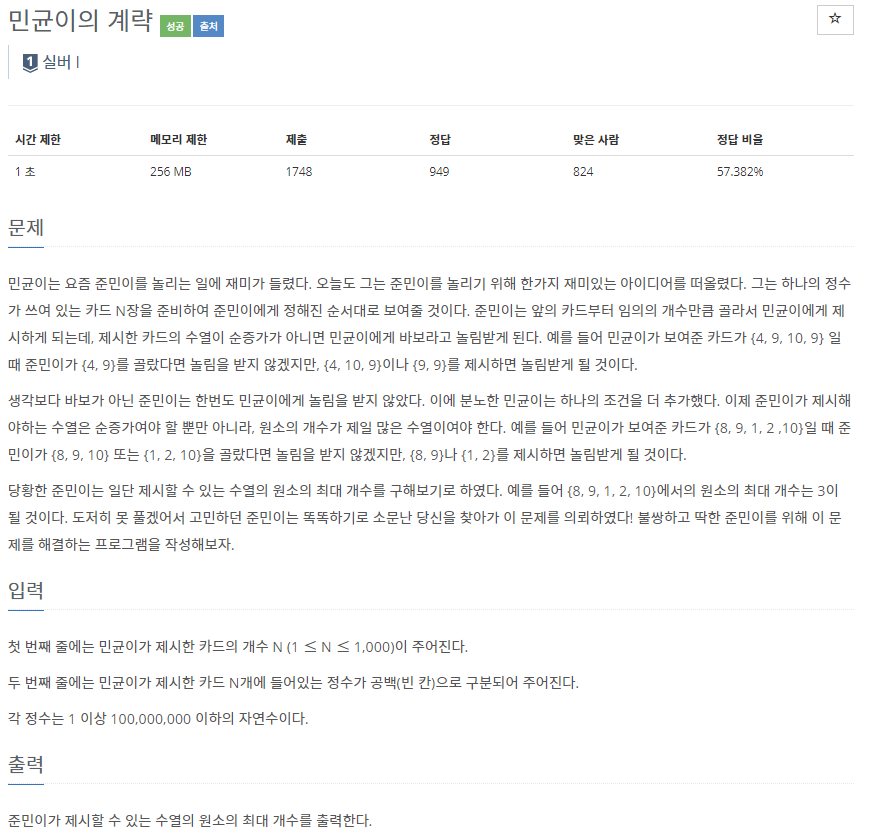 민균이의 계략 성공 출처
☆
1 실버 I
시간 제한 메모리 제한 제출 정답 맞은 사람 정답 비율
1 초 256 MB 1748 949 824 57.382%
문제
민균이는 요즘 준민이를 놀리는 일에 재미가 들렸다. 오늘도 그는 준민이를 놀리기 위해 한가지 재미있는 아이디어를 떠올렸다. 그는 하나의 정수
가 쓰여 있는 카드 N장을 준비하여 준민이에게 정해진 순서대로 보여줄 것이다. 준민이는 앞의 카드부터 임의의 개수만큼 골라서 민균이에게 제
시하게 되는데, 제시한 카드의 수열이 순증가가 아니면 민균이에게 바보라고 놀림받게 된다. 예를 들어 민균이가 보여준 카드가 {4, 9, 10, 9} 일
때 준민이가 {4, 9}를 골랐다면 놀림을 받지 않겠지만, {4, 10, 9}이나 {9, 9}를 제시하면 놀림받게 될 것이다.
생각보다 바보가 아닌 준민이는 한번도 민균이에게 놀림을 받지 않았다. 이에 분노한 민균이는 하나의 조건을 더 추가했다. 이제 준민이가 제시해
야하는 수열은 순증가여야 할 뿐만 아니라, 원소의 개수가 제일 많은 수열이여야 한다. 예를 들어 민균이가 보여준 카드가 {8, 9, 1, 2 ,10}일 때 준
민이가 {8, 9, 10} 또는 {1, 2, 10}을 골랐다면 놀림을 받지 않겠지만, {8, 9}나 {1, 2}를 제시하면 놀림받게 될 것이다.
당황한 준민이는 일단 제시할 수 있는 수열의 원소의 최대 개수를 구해보기로 하였다. 예를 들어 {8, 9, 1, 2, 10}에서의 원소의 최대 개수는 3이
될 것이다. 도저히 못 풀겠어서 고민하던 준민이는 똑똑하기로 소문난 당신을 찾아가 이 문제를 의뢰하였다! 불쌍하고 딱한 준민이를 위해 이 문
제를 해결하는 프로그램을 작성해보자.
입력
첫 번째 줄에는 민균이가 제시한 카드의 개수 N (1 ≤ N ≤ 1,000)이 주어진다.
두 번째 줄에는 민균이가 제시한 카드 N개에 들어있는 정수가 공백(빈 칸)으로 구분되어 주어진다.
각 정수는 1 이상 100,000,000 이하의 자연수이다.
출력
준민이가 제시할 수 있는 수열의 원소의 최대 개수를 출력한다.